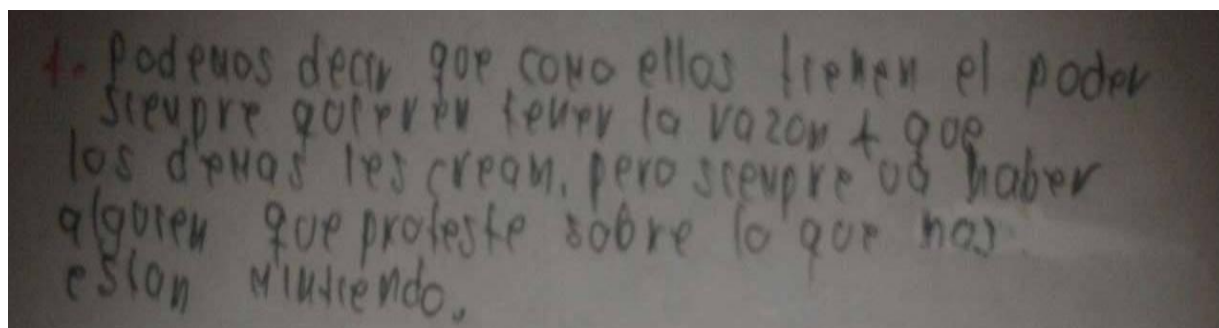 1. Podemos decir que como ellos tienen el poder
siempre quieren tener la razon + que
los demas les crean. pero siempre va haber
alguien que proteste sobre lo que nos
estan mintiendo.